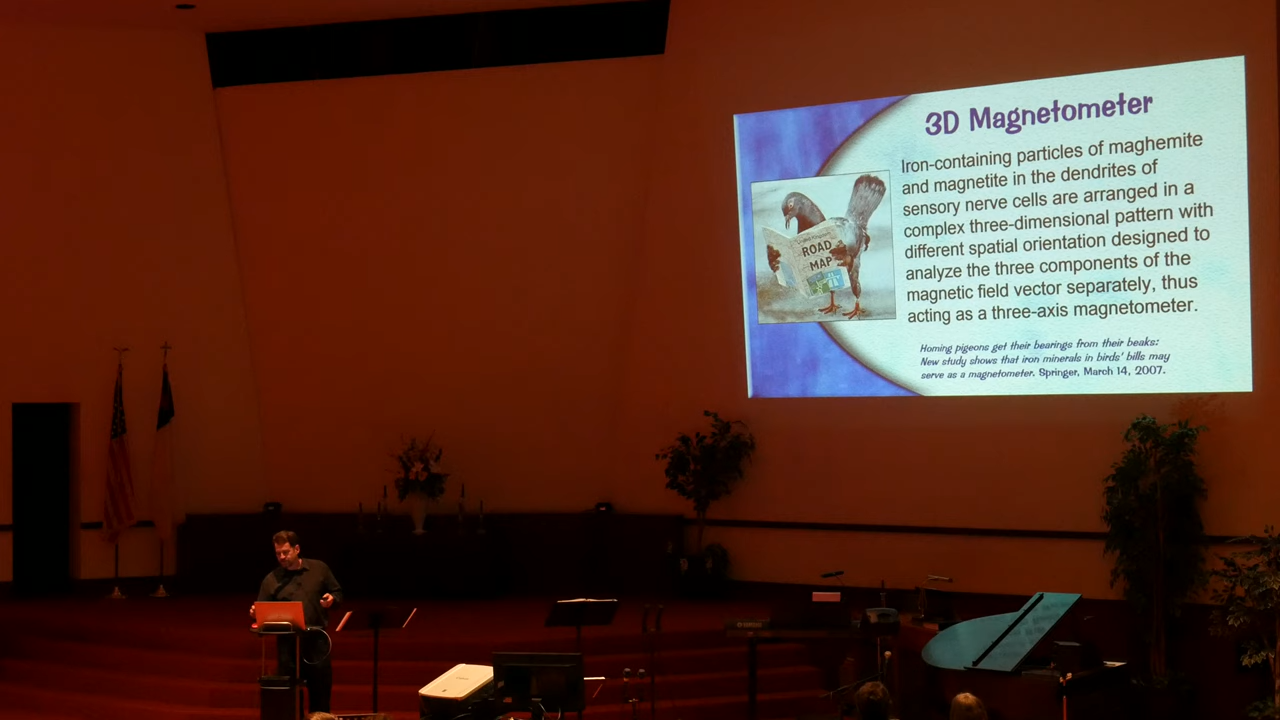 3D Magnetometer
Iron-containing particles of maghemite
and magnetite in the dendrites of
sensory nerve cells are arranged in a
complex three-dimensional pattern with
different spatial orientation designed to
analyze the three components of the
magnetic field vector separately, thus
acting as a three-axis magnetometer.
ROAD
MAP
Homing pigeons get their bearings from their beaks:
New study shows that iron minerals in birds' bills may
serve as a magnetometer. Springer, March 14, 2007.